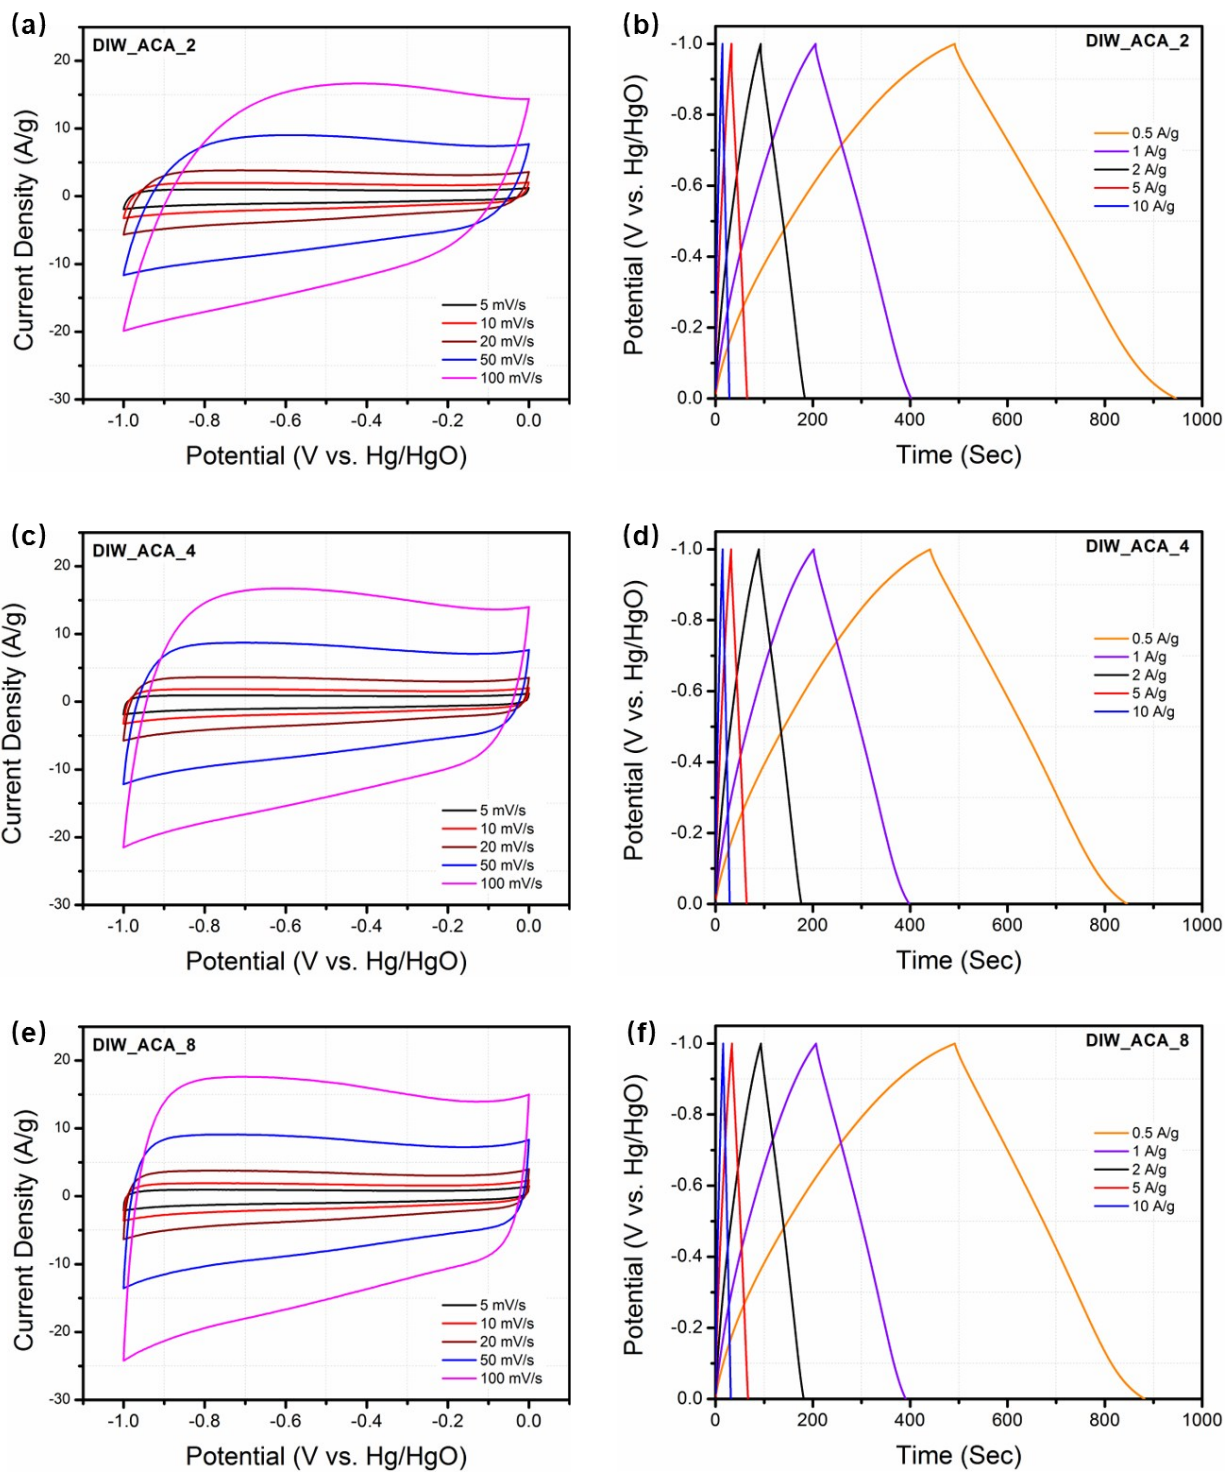 (a)
DIW_ACA_2
20
10
0
-10
-20
-30
Current Density (A/g)
5 mV/s
10 mV/s
20 mV/s
50 mV/s
100 mV/s
-1.0 -0.8 -0.6 -0.4 -0.2 0.0
Potential (V vs. Hg/HgO)
(b)
DIW_ACA_2
-1.0
-0.8
-0.6
-0.4
-0.2
0.0
Potential (V vs. Hg/HgO)
0.5 A/g
1 A/g
2 A/g
5 A/g
10 A/g
0 200 400 600 800 1000
Time (Sec)
(c)
DIW_ACA_4
20
10
0
-10
-20
-30
Current Density (A/g)
5 mV/s
10 mV/s
20 mV/s
50 mV/s
100 mV/s
-1.0 -0.8 -0.6 -0.4 -0.2 0.0
Potential (V vs. Hg/HgO)
(d)
DIW_ACA_4
-1.0
-0.8
-0.6
-0.4
-0.2
0.0
Potential (V vs. Hg/HgO)
0.5 A/g
1 A/g
2 A/g
5 A/g
10 A/g
0 200 400 600 800 1000
Time (Sec)
(e)
DIW_ACA_8
20
10
0
-10
-20
-30
Current Density (A/g)
5 mV/s
10 mV/s
20 mV/s
50 mV/s
100 mV/s
-1.0 -0.8 -0.6 -0.4 -0.2 0.0
Potential (V vs. Hg/HgO)
(f)
DIW_ACA_8
-1.0
-0.8
-0.6
-0.4
-0.2
0.0
Potential (V vs. Hg/HgO)
0.5 A/g
1 A/g
2 A/g
5 A/g
10 A/g
0 200 400 600 800 1000
Time (Sec)